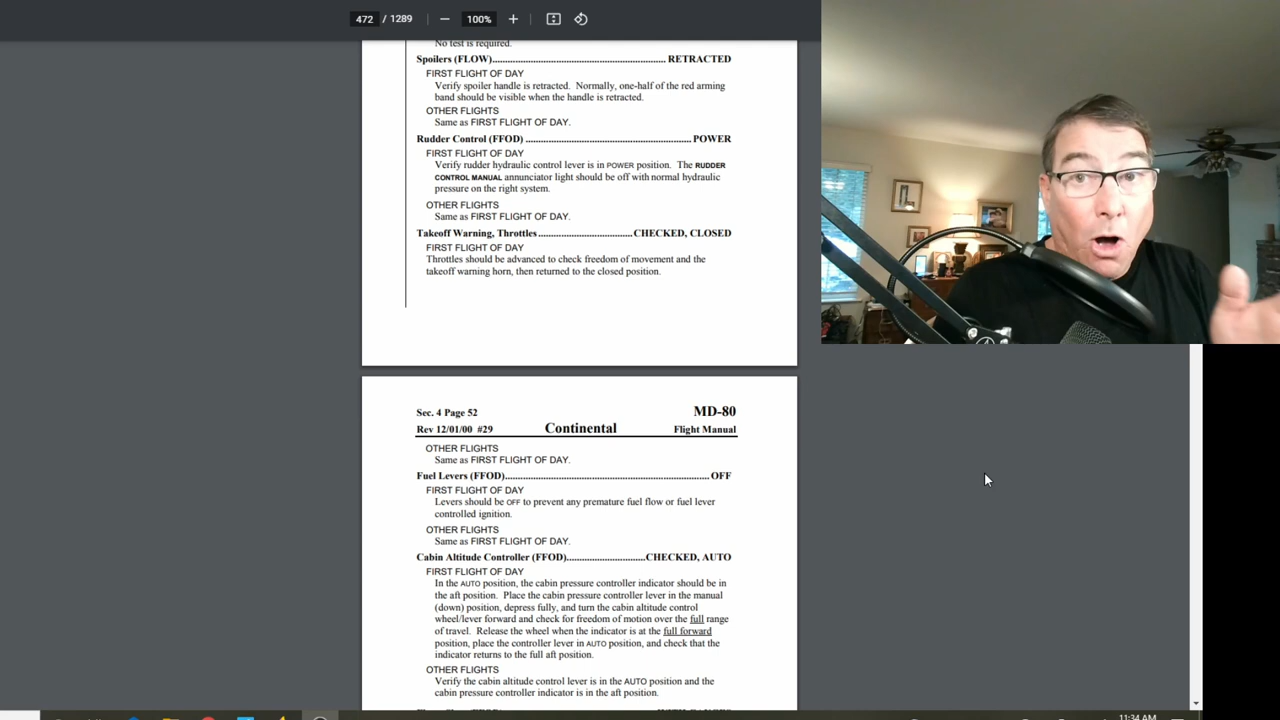 472 / 1289
100%
No test is required.
Spoilers (FLOW)................................................................ RETRACTED
FIRST FLIGHT OF DAY
Verify spoiler handle is retracted. Normally, one-half of the red arming
band should be visible when the handle is retracted.
OTHER FLIGHTS
Same as FIRST FLIGHT OF DAY.
Rudder Control (FFOD) .......................................................... POWER
FIRST FLIGHT OF DAY
Verify rudder hydraulic control lever is in POWER position. The RUDDER
CONTROL MANUAL annunciator light should be off with normal hydraulic
pressure on the right system.
OTHER FLIGHTS
Same as FIRST FLIGHT OF DAY.
Takeoff Warning, Throttles .................................CHECKED, CLOSED
FIRST FLIGHT OF DAY
Throttles should be advanced to check freedom of movement and the
takeoff warning horn, then returned to the closed position.
Sec. 4 Page 52 MD-80
Rev 12/01/00 #29 Continental Flight Manual
OTHER FLIGHTS
Same as FIRST FLIGHT OF DAY.
Fuel Levers (FFOD)...................................................................... OFF
FIRST FLIGHT OF DAY
Levers should be OFF to prevent any premature fuel flow or fuel lever
controlled ignition.
OTHER FLIGHTS
Same as FIRST FLIGHT OF DAY.
Cabin Altitude Controller (FFOD)...........................CHECKED, AUTO
FIRST FLIGHT OF DAY
In the AUTO position, the cabin pressure controller indicator should be in
the aft position. Place the cabin pressure controller lever in the manual
(down) position, depress fully, and turn the cabin altitude control
wheel/lever forward and check for freedom of motion over the full range
of travel. Release the wheel when the indicator is at the full forward
position, place the controller lever in AUTO position, and check that the
indicator returns to the full aft position.
OTHER FLIGHTS
Verify the cabin altitude control lever is in the AUTO position and the
cabin pressure controller indicator is in the aft position.
11:34 AM